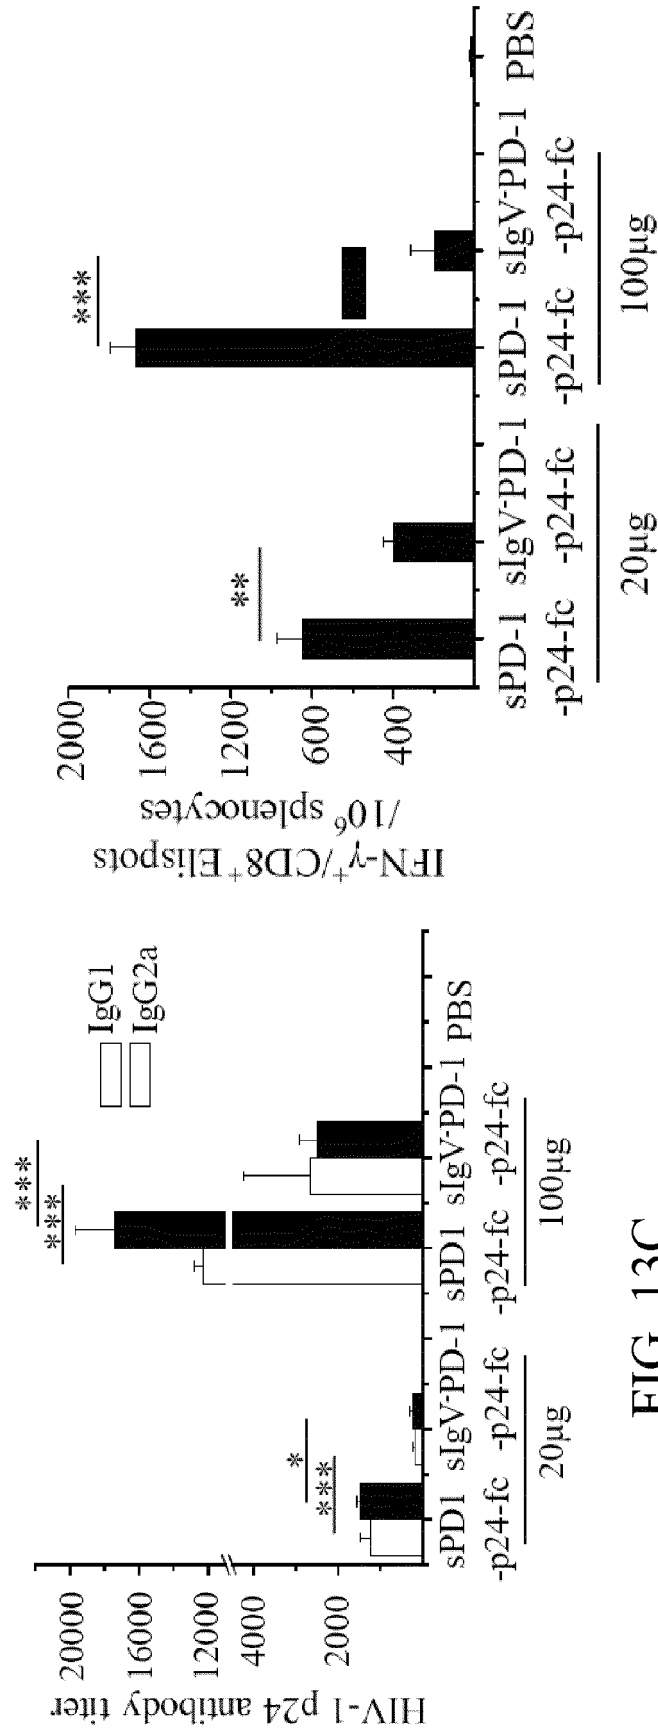 HIV-1 p24 antibody titer
20000
16000
12000
4000
2000
***
***
*
***
IgG1
IgG2a
sPD1 sIgV-PD-1 sPD1 sIgV-PD-1 PBS
-p24-fc -p24-fc -p24-fc -p24-fc
20μg 100μg
IFN-γ+/CD8+Elispots
/10^6 splenocytes
2000
1600
1200
600
400
**
***
sPD-1 sIgV-PD-1 sPD-1 sIgV-PD-1 PBS
-p24-fc -p24-fc -p24-fc -p24-fc
20μg 100μg
FIG. 13C